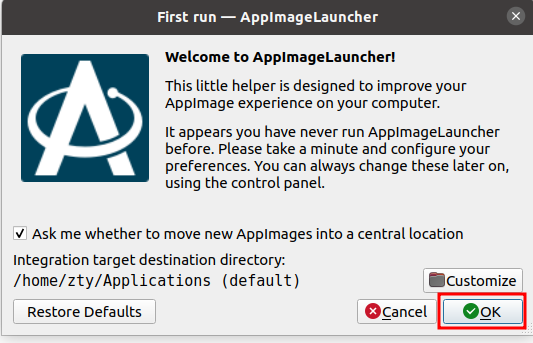 First run — AppImageLauncher
Welcome to AppImageLauncher!
This little helper is designed to improve your
AppImage experience on your computer.
It appears you have never run AppImageLauncher
before. Please take a minute and configure your
preferences. You can always change these later on,
using the control panel.
Ask me whether to move new AppImages into a central location
Integration target destination directory:
/home/zty/Applications (default)
Customize
Restore Defaults
Cancel
OK